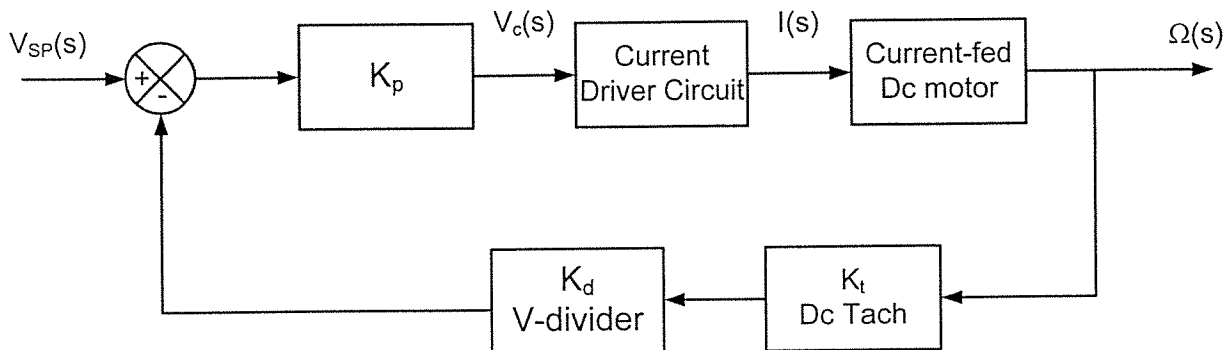 V_SP(s)
+
-
K_p
V_c(s)
Current
Driver Circuit
I(s)
Current-fed
Dc motor
Ω(s)
K_d
V-divider
K_t
Dc Tach